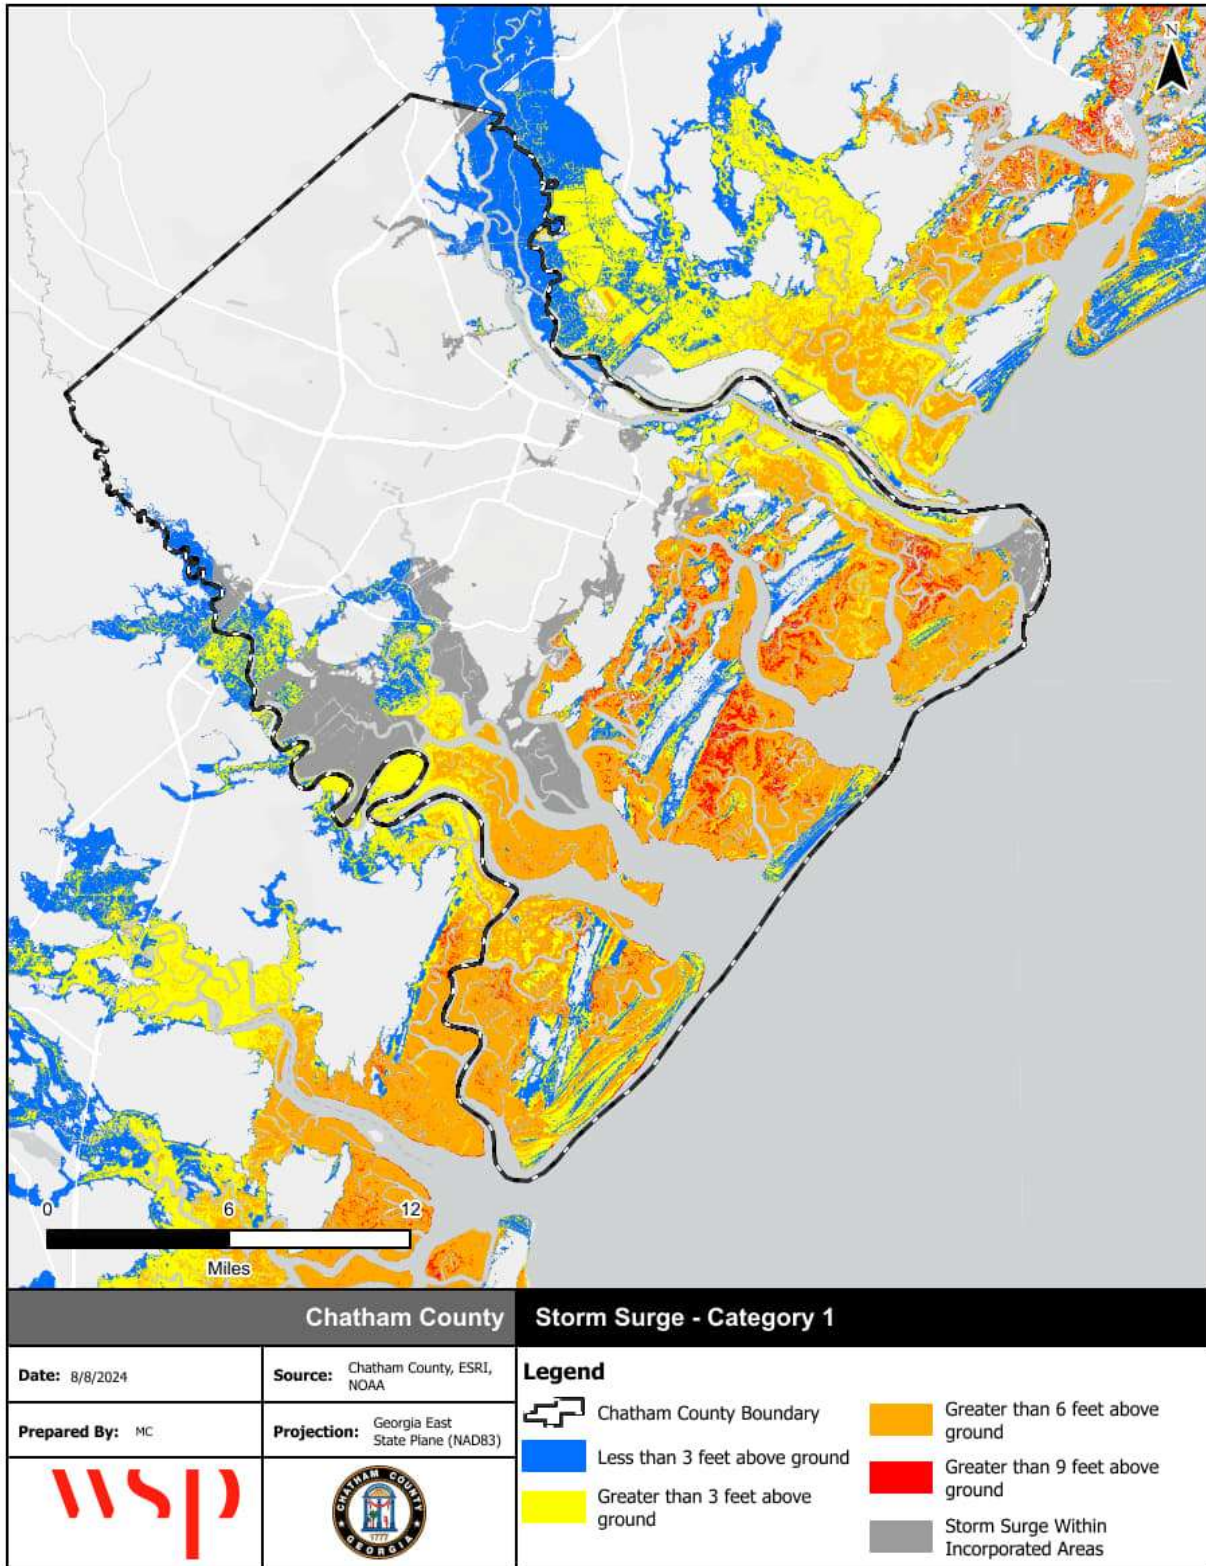 N
0 6 12
Miles
Chatham County
Storm Surge - Category 1
Date: 8/8/2024
Source: Chatham County, ESRI,
NOAA
Prepared By: MC
Projection: Georgia East
State Plane (NAD83)
wsp
CHATHAM COUNTY
1777
GEORGIA
Legend
Chatham County Boundary
Less than 3 feet above ground
Greater than 3 feet above
ground
Greater than 6 feet above
ground
Greater than 9 feet above
ground
Storm Surge Within
Incorporated Areas